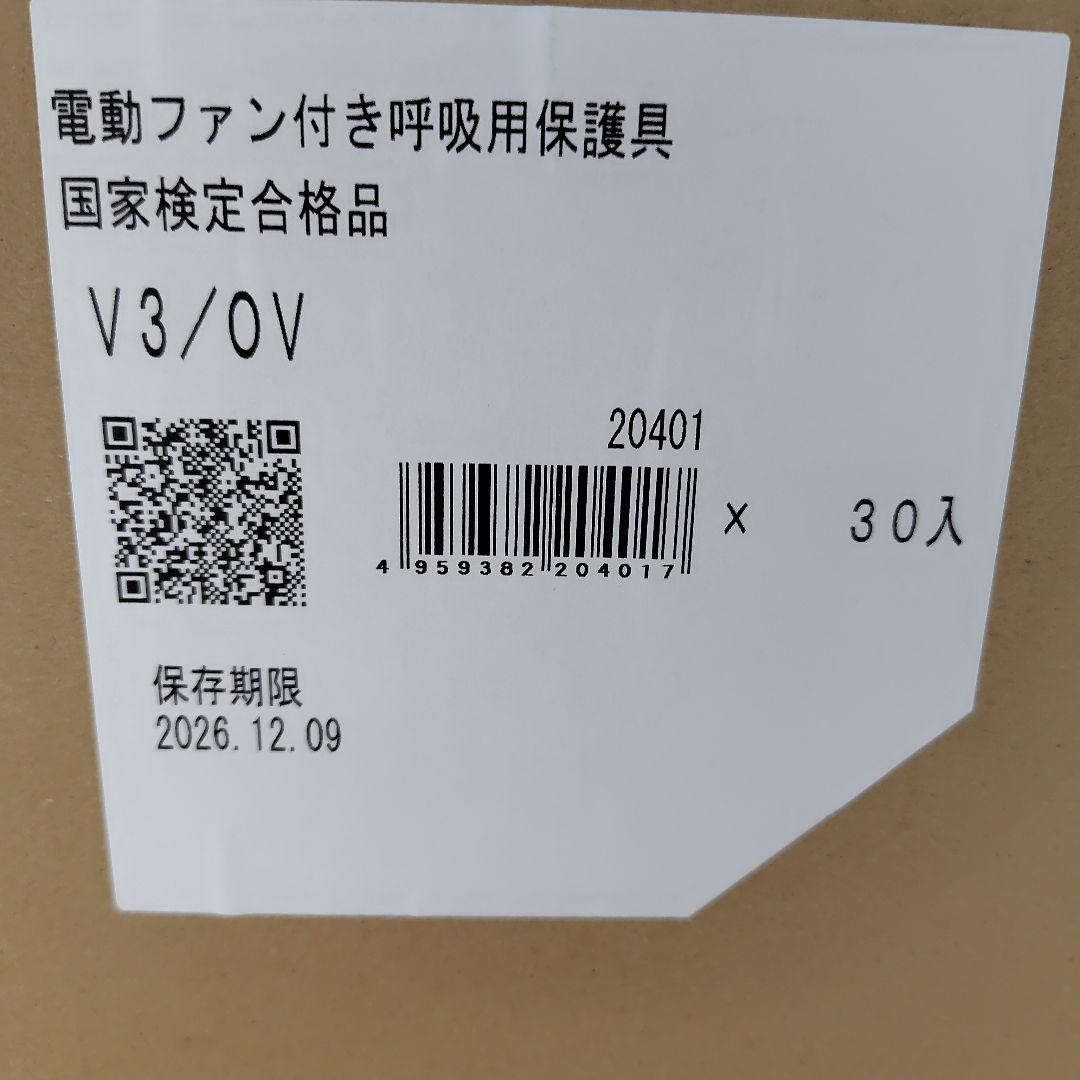 電動ファン付き呼吸用保護具
国家検定合格品
V3/OV
20401
× 30入
4 959382 204017
保存期限
2026.12.09